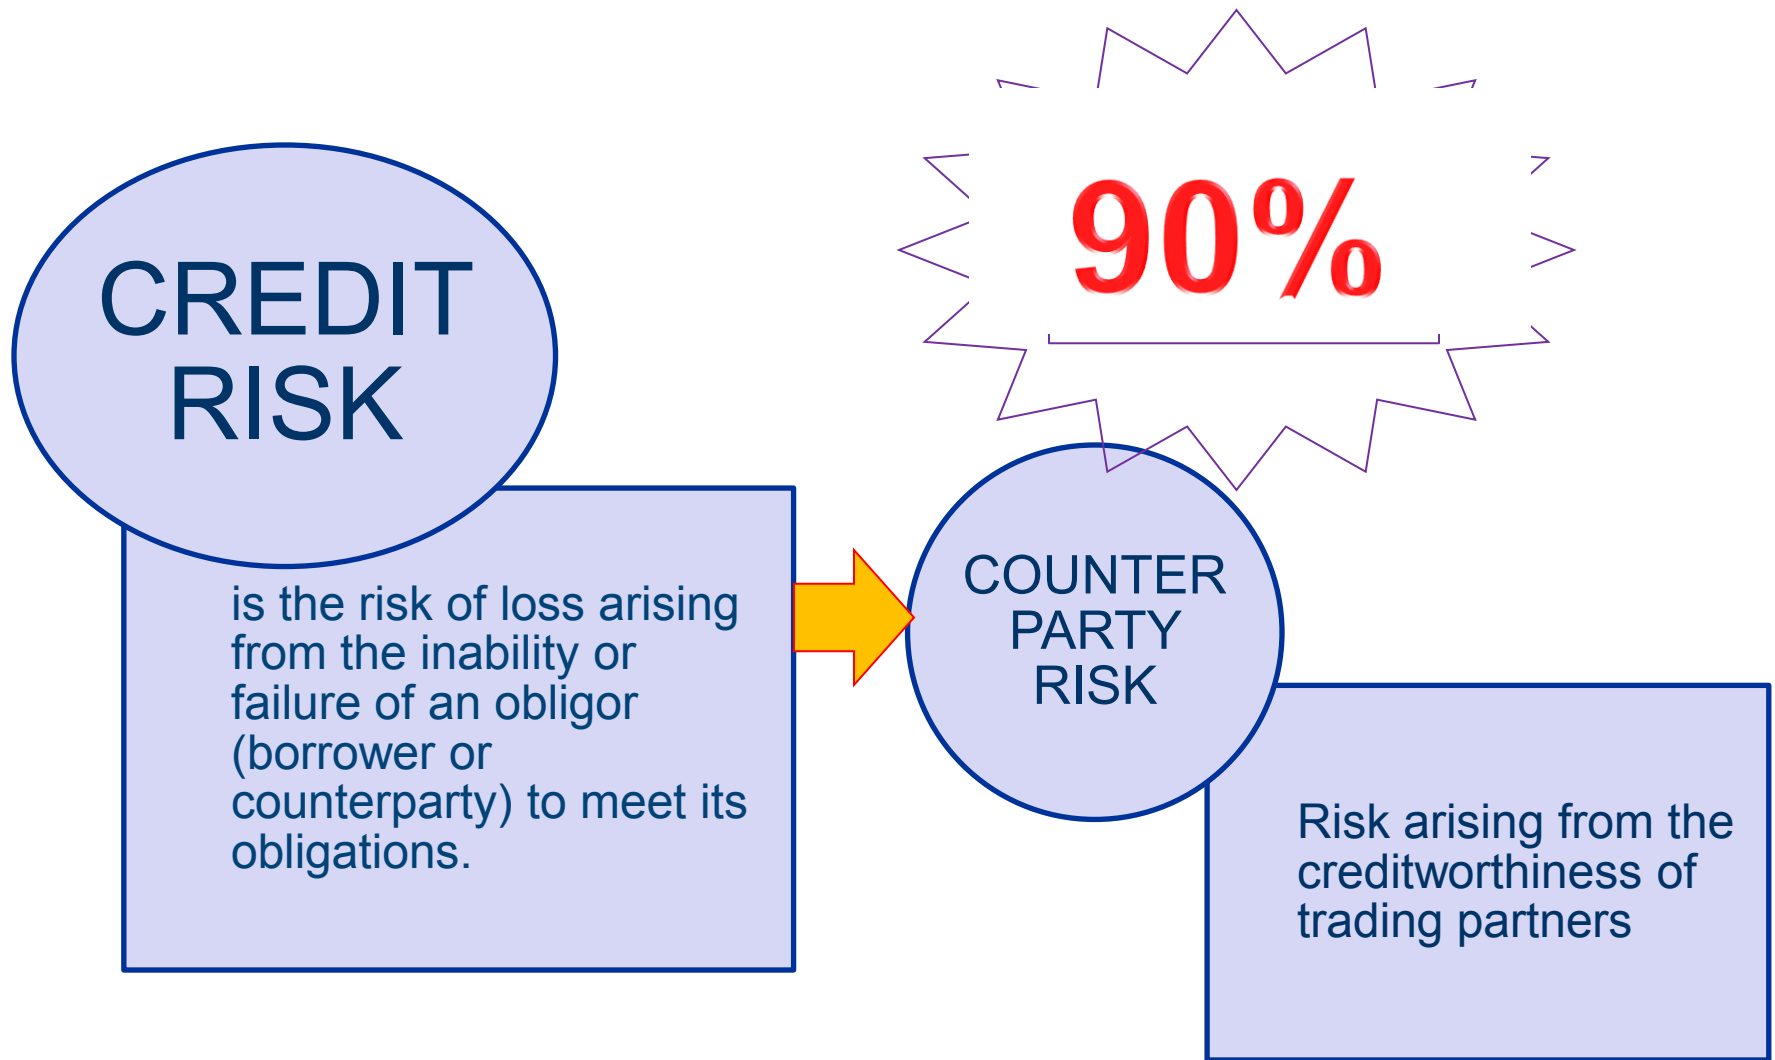 90%
CREDIT
RISK
is the risk of loss arising
from the inability or
failure of an obligor
(borrower or
counterparty) to meet its
obligations.
COUNTER
PARTY
RISK
Risk arising from the
creditworthiness of
trading partners